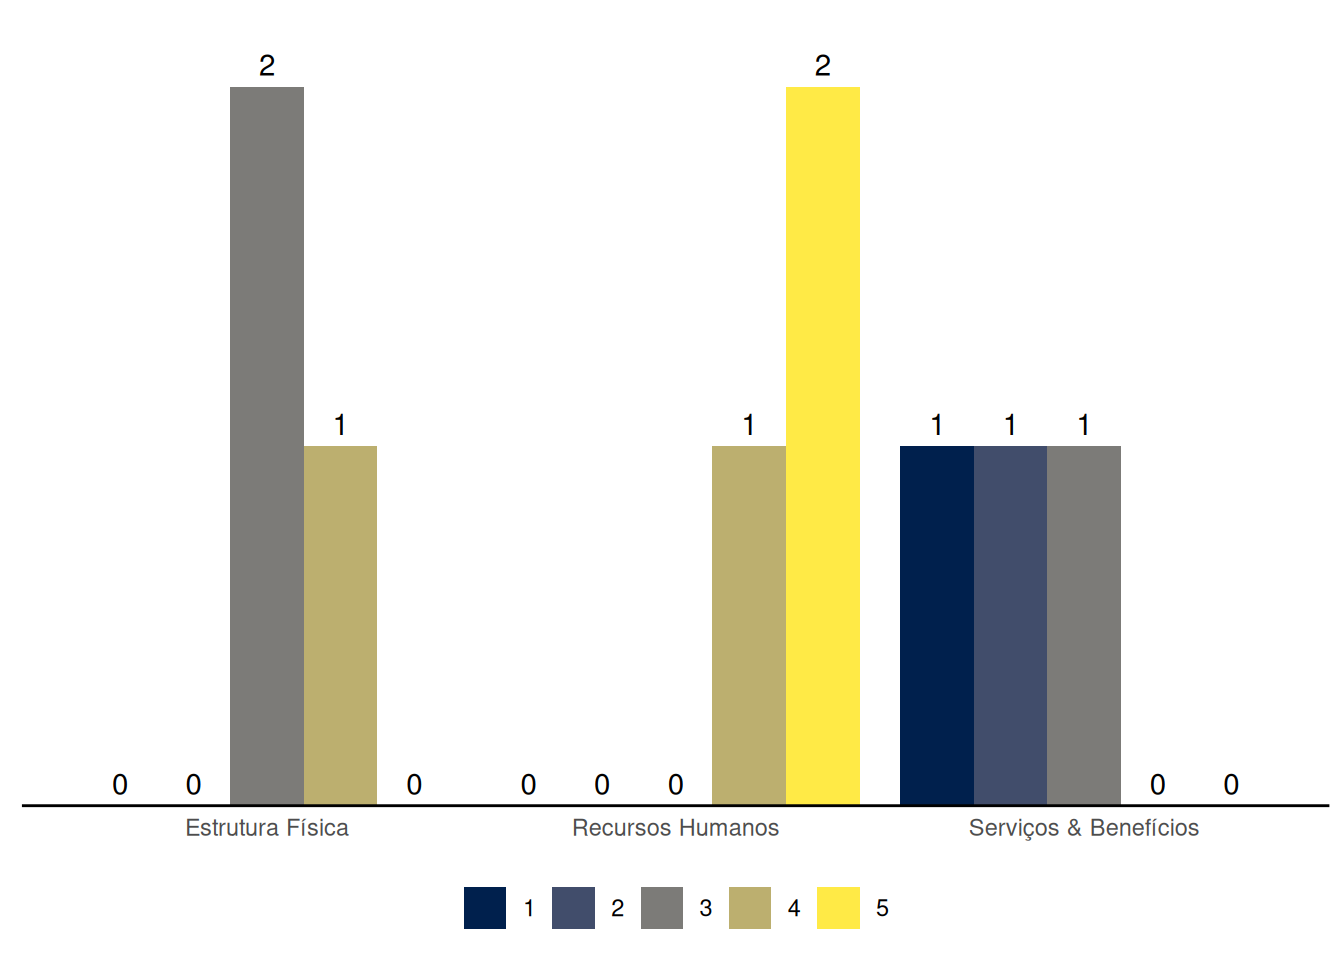 2 2
1 1 1 1 1
0 0 0 0 0 0 0 0
Estrutura Física Recursos Humanos Serviços & Benefícios
1 2 3 4 5